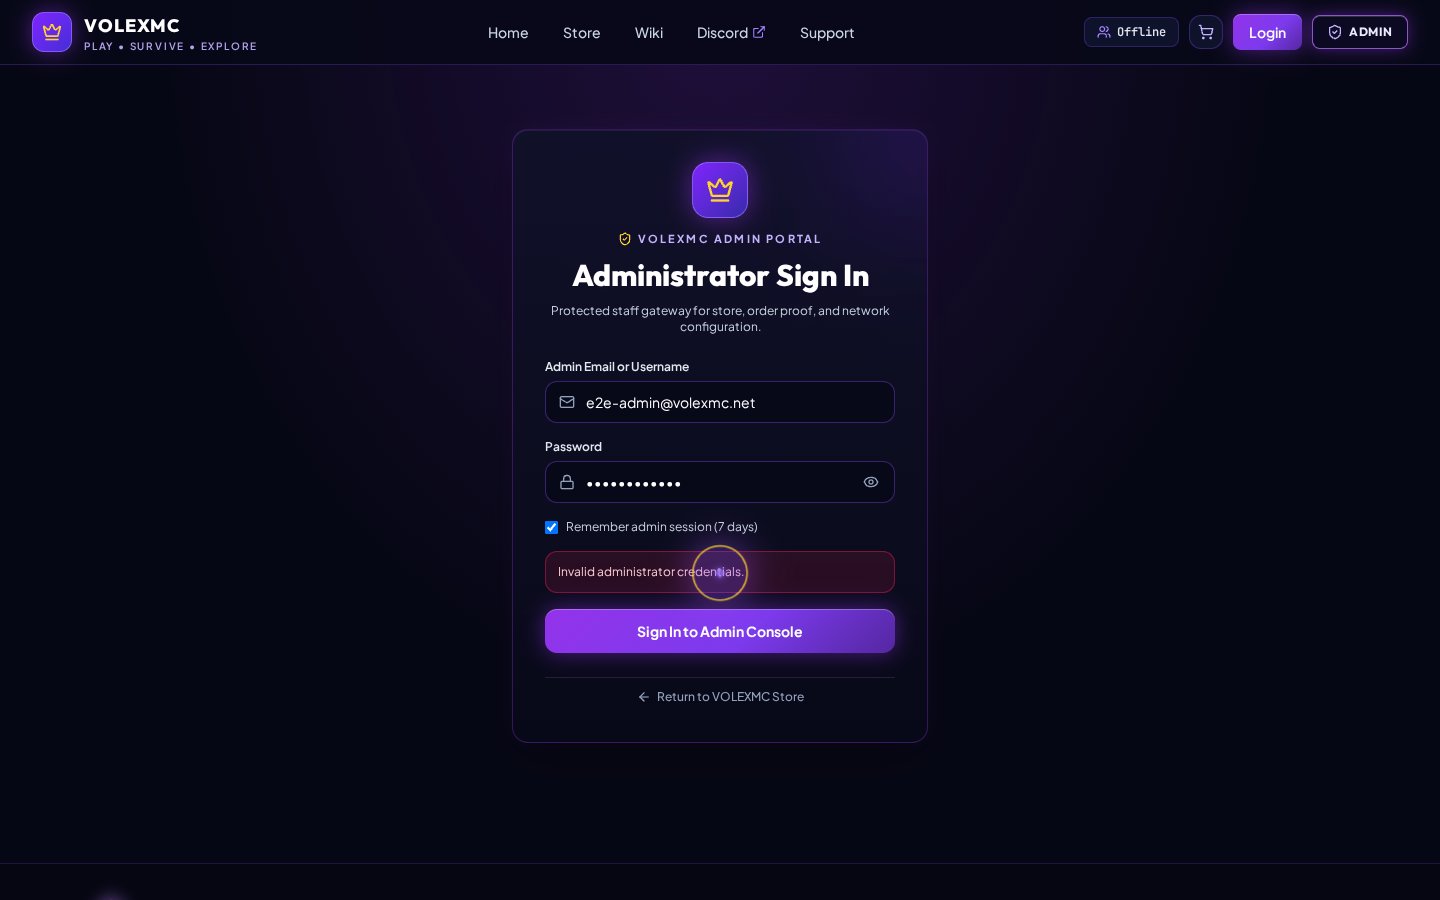 VOLEXMC
PLAY • SURVIVE • EXPLORE
Home
Store
Wiki
Discord
Support
Offline
Login
ADMIN
VOLEXMC ADMIN PORTAL
Administrator Sign In
Protected staff gateway for store, order proof, and network
configuration.
Admin Email or Username
e2e-admin@volexmc.net
Password
Remember admin session (7 days)
Invalid administrator credentials.
Sign In to Admin Console
Return to VOLEXMC Store